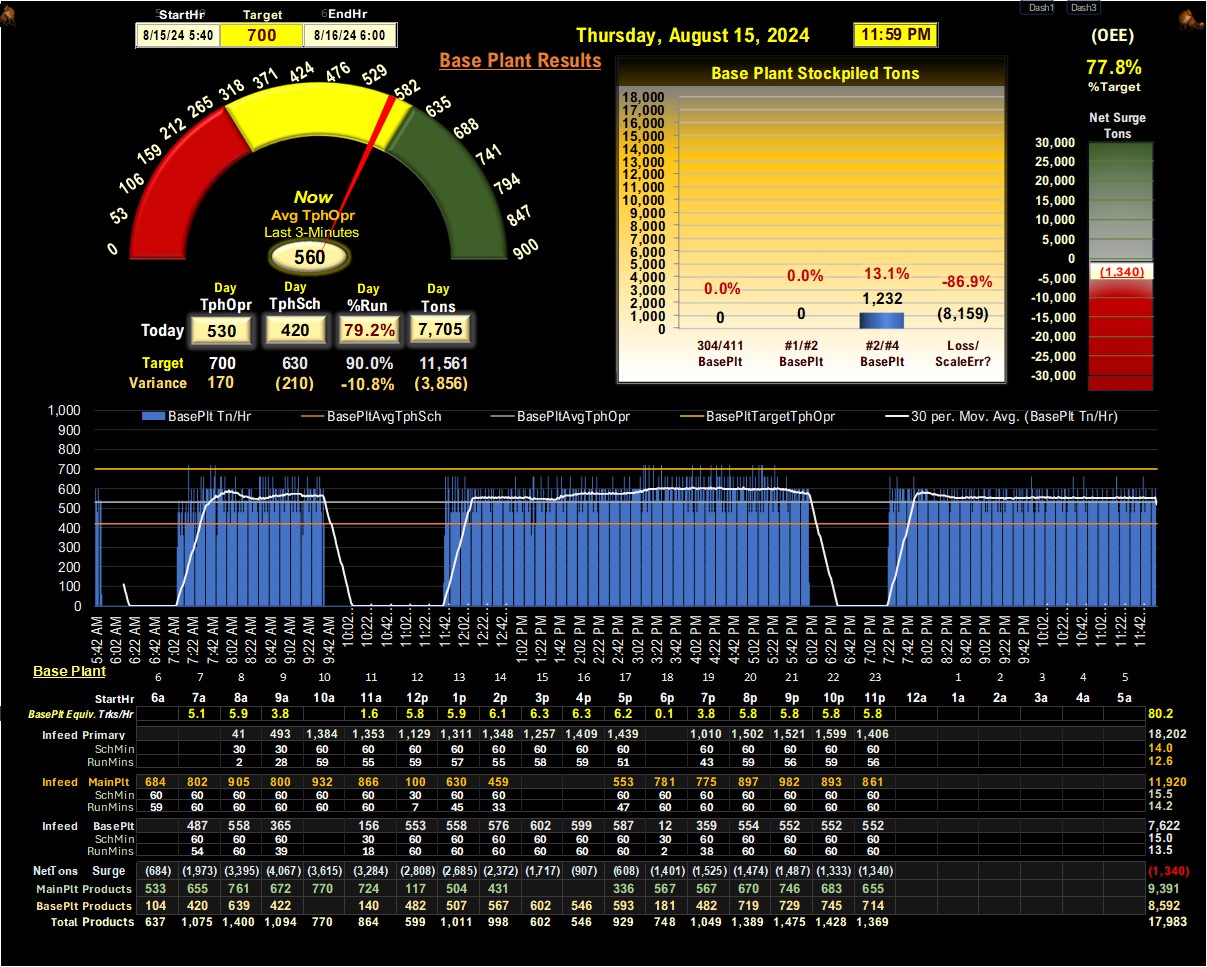 Dash1 Dash3
StartHr Target EndHr
8/15/24 5:40 700 8/16/24 6:00
Thursday, August 15, 2024 11:59 PM
(OEE)
77.8%
%Target
Base Plant Results
0 53 106 159 212 265 318 371 424 476 529 582 635 688 741 794 847 900
Now
Avg TphOpr
Last 3-Minutes
560
Day Day Day Day
TphOpr TphSch %Run Tons
Today 530 420 79.2% 7,705
Target 700 630 90.0% 11,561
Variance 170 (210) -10.8% (3,856)
Base Plant Stockpiled Tons
18,000
17,000
16,000
15,000
14,000
13,000
12,000
11,000
10,000
9,000
8,000
7,000
6,000
5,000
4,000
3,000
2,000
1,000
0
0.0% 0.0% 13.1% -86.9%
0 0 1,232 (8,159)
304/411 #1/#2 #2/#4 Loss/
BasePlt BasePlt BasePlt ScaleErr?
Net Surge
Tons
30,000
25,000
20,000
15,000
10,000
5,000
0
-5,000
-10,000
-15,000
-20,000
-25,000
-30,000
(1,340)
BasePlt Tn/Hr BasePltAvgTphSch BasePltAvgTphOpr BasePltTargetTphOpr 30 per. Mov. Avg. (BasePlt Tn/Hr)
1,000
900
800
700
600
500
400
300
200
100
0
5:42 AM 6:02 AM 6:22 AM 6:42 AM 7:02 AM 7:22 AM 7:42 AM 8:02 AM 8:22 AM 8:42 AM 9:02 AM 9:22 AM 9:42 AM 10:02… 10:22… 10:42… 11:02… 11:22… 11:42… 12:02… 12:22… 12:42… 1:02 PM 1:22 PM 1:42 PM 2:02 PM 2:22 PM 2:42 PM 3:02 PM 3:22 PM 3:42 PM 4:02 PM 4:22 PM 4:42 PM 5:02 PM 5:22 PM 5:42 PM 6:02 PM 6:22 PM 6:42 PM 7:02 PM 7:22 PM 7:42 PM 8:02 PM 8:22 PM 8:42 PM 9:02 PM 9:22 PM 9:42 PM 10:02… 10:22… 10:42… 11:02… 11:22… 11:42…
Base Plant
6 7 8 9 10 11 12 13 14 15 16 17 18 19 20 21 22 23 1 2 3 4 5
StartHr 6a 7a 8a 9a 10a 11a 12p 1p 2p 3p 4p 5p 6p 7p 8p 9p 10p 11p 12a 1a 2a 3a 4a 5a
BasePlt Equiv. Trks/Hr 5.1 5.9 3.8 1.6 5.8 5.9 6.1 6.3 6.3 6.2 0.1 3.8 5.8 5.8 5.8 5.8 80.2
Infeed Primary 41 493 1,384 1,353 1,129 1,311 1,348 1,257 1,409 1,439 1,010 1,502 1,521 1,599 1,406 18,202
SchMin 30 30 60 60 60 60 60 60 60 60 60 60 60 60 60 14.0
RunMins 2 28 59 55 59 57 55 58 59 51 43 59 56 59 56 12.6
Infeed MainPlt 684 802 905 800 932 866 100 630 459 553 781 775 897 982 893 861 11,920
SchMin 60 60 60 60 60 60 30 60 60 60 60 60 60 60 60 60 15.5
RunMins 59 60 60 60 60 60 7 45 33 47 60 60 60 60 60 60 14.2
Infeed BasePlt 487 558 365 156 553 558 576 602 599 587 12 359 554 552 552 552 7,622
SchMin 60 60 60 30 60 60 60 60 60 60 30 60 60 60 60 60 15.0
RunMins 54 60 39 18 60 60 60 60 60 60 2 38 60 60 60 60 13.5
NetTons Surge (684) (1,973) (3,395) (4,067) (3,615) (3,284) (2,808) (2,685) (2,372) (1,717) (907) (608) (1,401) (1,525) (1,474) (1,487) (1,333) (1,340) (1,340)
MainPlt Products 533 655 761 672 770 724 117 504 431 336 567 567 670 746 683 655 9,391
BasePlt Products 104 420 639 422 140 482 507 567 602 546 593 181 482 719 729 745 714 8,592
Total Products 637 1,075 1,400 1,094 770 864 599 1,011 998 602 546 929 748 1,049 1,389 1,475 1,428 1,369 17,983